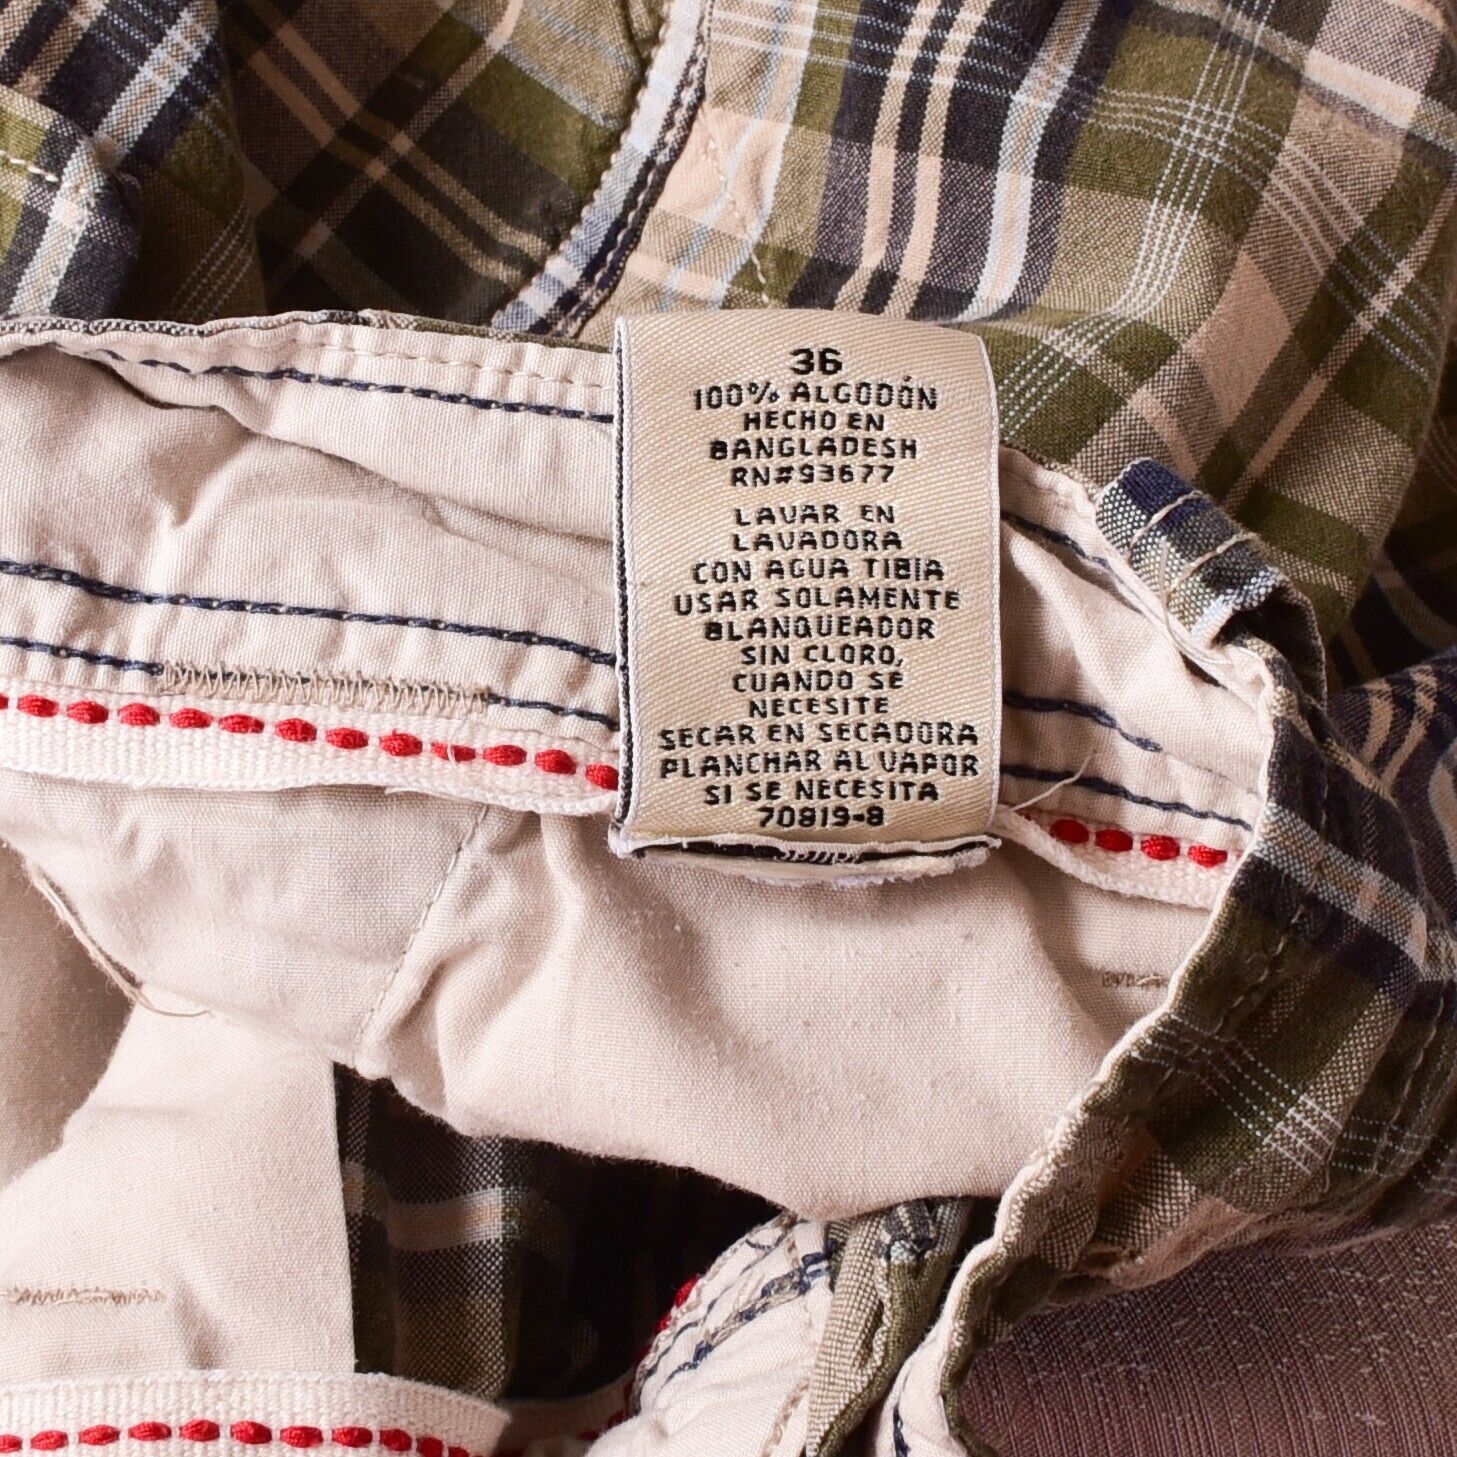 36
100% ALGODÓN
HECHO EN
BANGLADESH
RN#93677
LAVAR EN
LAVADORA
CON AGUA TIBIA
USAR SOLAMENTE
BLANQUEADOR
SIN CLORO,
CUANDO SE
NECESITE
SECAR EN SECADORA
PLANCHAR AL VAPOR
SI SE NECESITA
70819-8